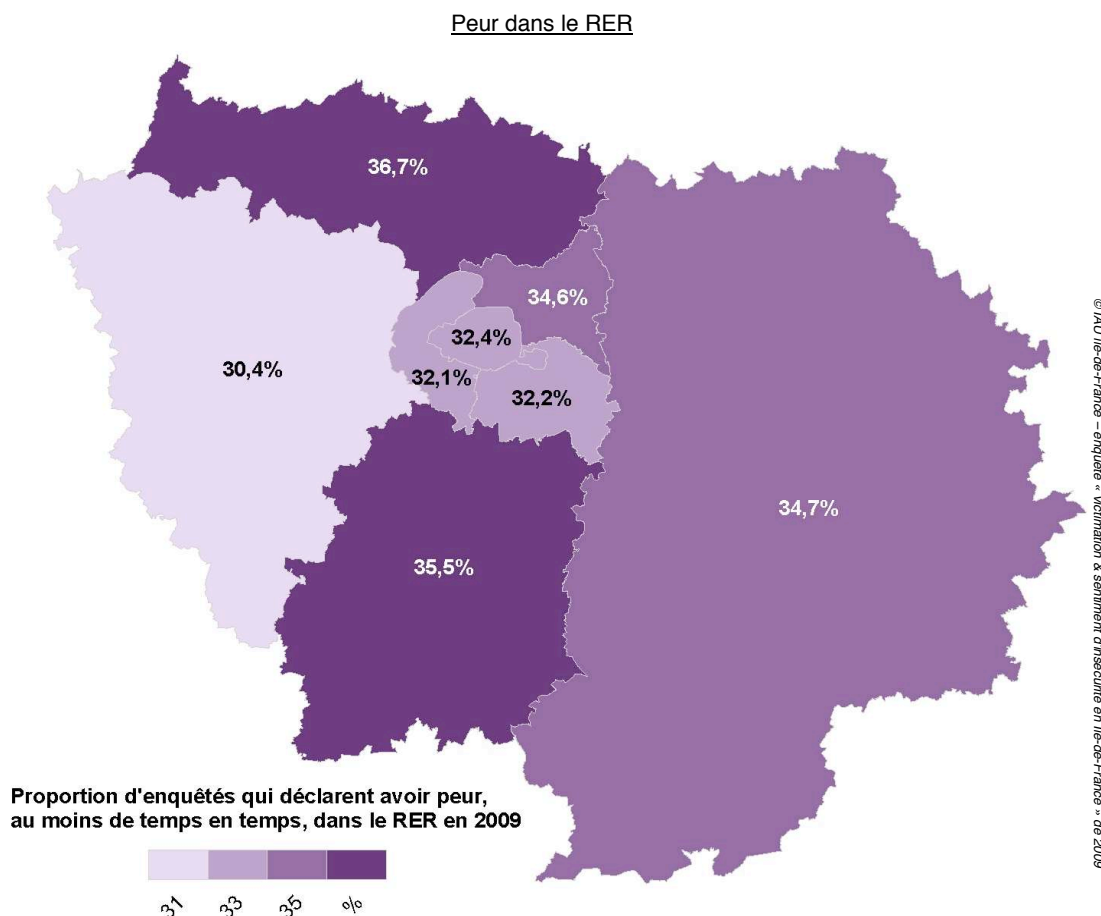 Peur dans le RER
36,7%
34,6%
32,4%
30,4%
32,1%
32,2%
34,7%
35,5%
Proportion d'enquêtés qui déclarent avoir peur,
au moins de temps en temps, dans le RER en 2009
31 33 35 %
© IAU île-de-France – enquête « victimation & sentiment d'insécurité en Ile-de-France » de 2009